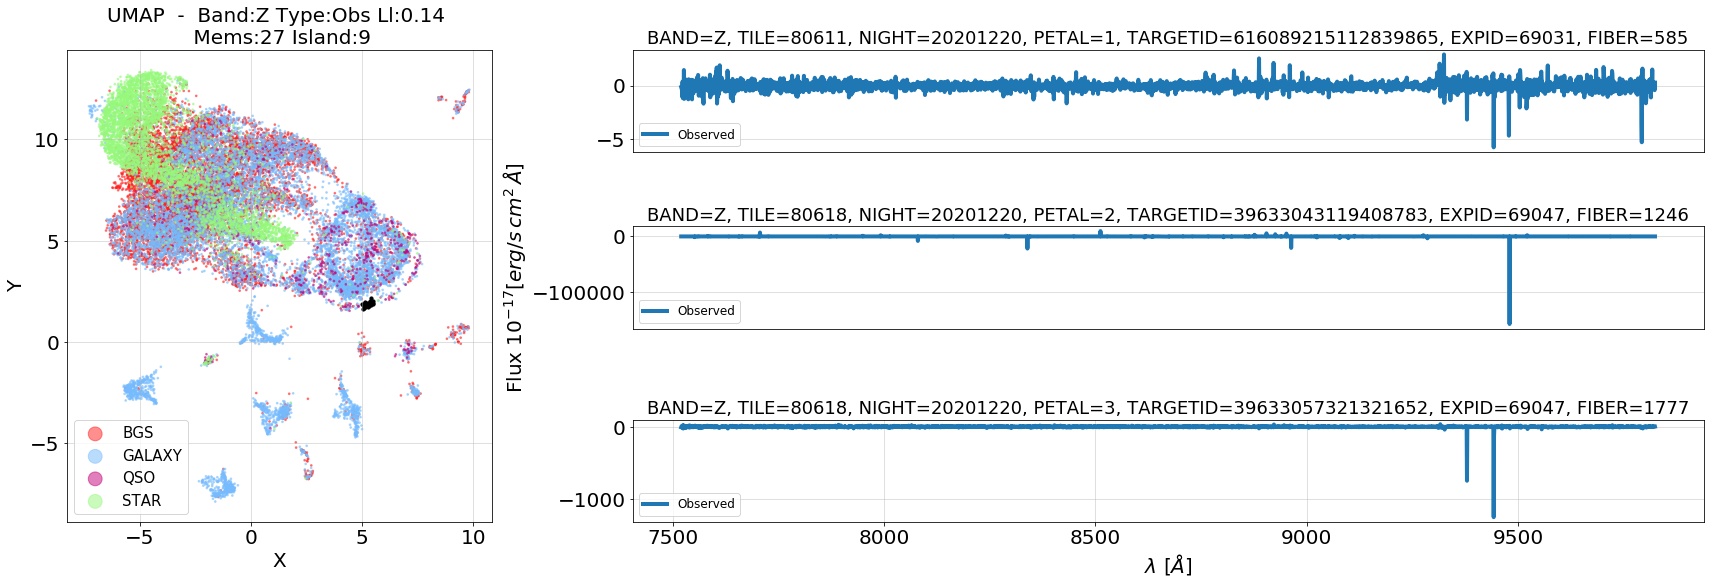 UMAP - Band:Z Type:Obs Ll:0.14
Mems:27 Island:9
10
5
0
−5
Y
−5
0
5
10
X
BGS
GALAXY
QSO
STAR
Flux 10⁻¹⁷[erg/s cm² Å]
BAND=Z, TILE=80611, NIGHT=20201220, PETAL=1, TARGETID=616089215112839865, EXPID=69031, FIBER=585
0
−5
Observed
BAND=Z, TILE=80618, NIGHT=20201220, PETAL=2, TARGETID=39633043119408783, EXPID=69047, FIBER=1246
0
−100000
Observed
BAND=Z, TILE=80618, NIGHT=20201220, PETAL=3, TARGETID=39633057321321652, EXPID=69047, FIBER=1777
0
−1000
Observed
7500
8000
8500
9000
9500
λ [Å]